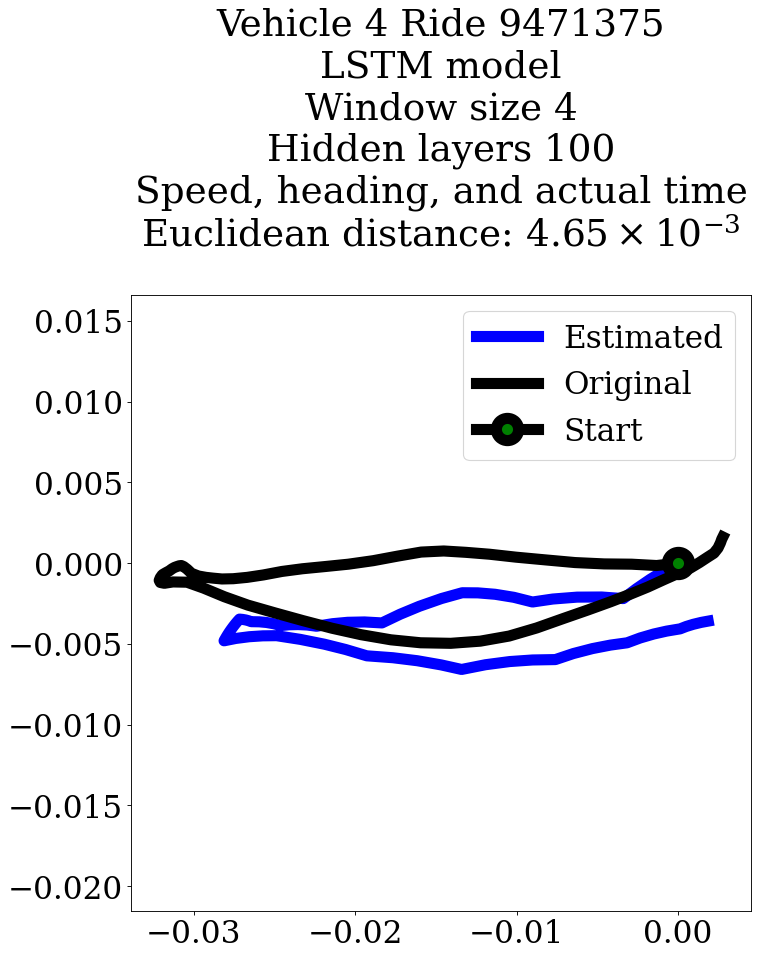 Vehicle 4 Ride 9471375
LSTM model
Window size 4
Hidden layers 100
Speed, heading, and actual time
Euclidean distance: 4.65 × 10⁻³
Estimated
Original
Start
0.015
0.010
0.005
0.000
−0.005
−0.010
−0.015
−0.020
−0.03 −0.02 −0.01 0.00